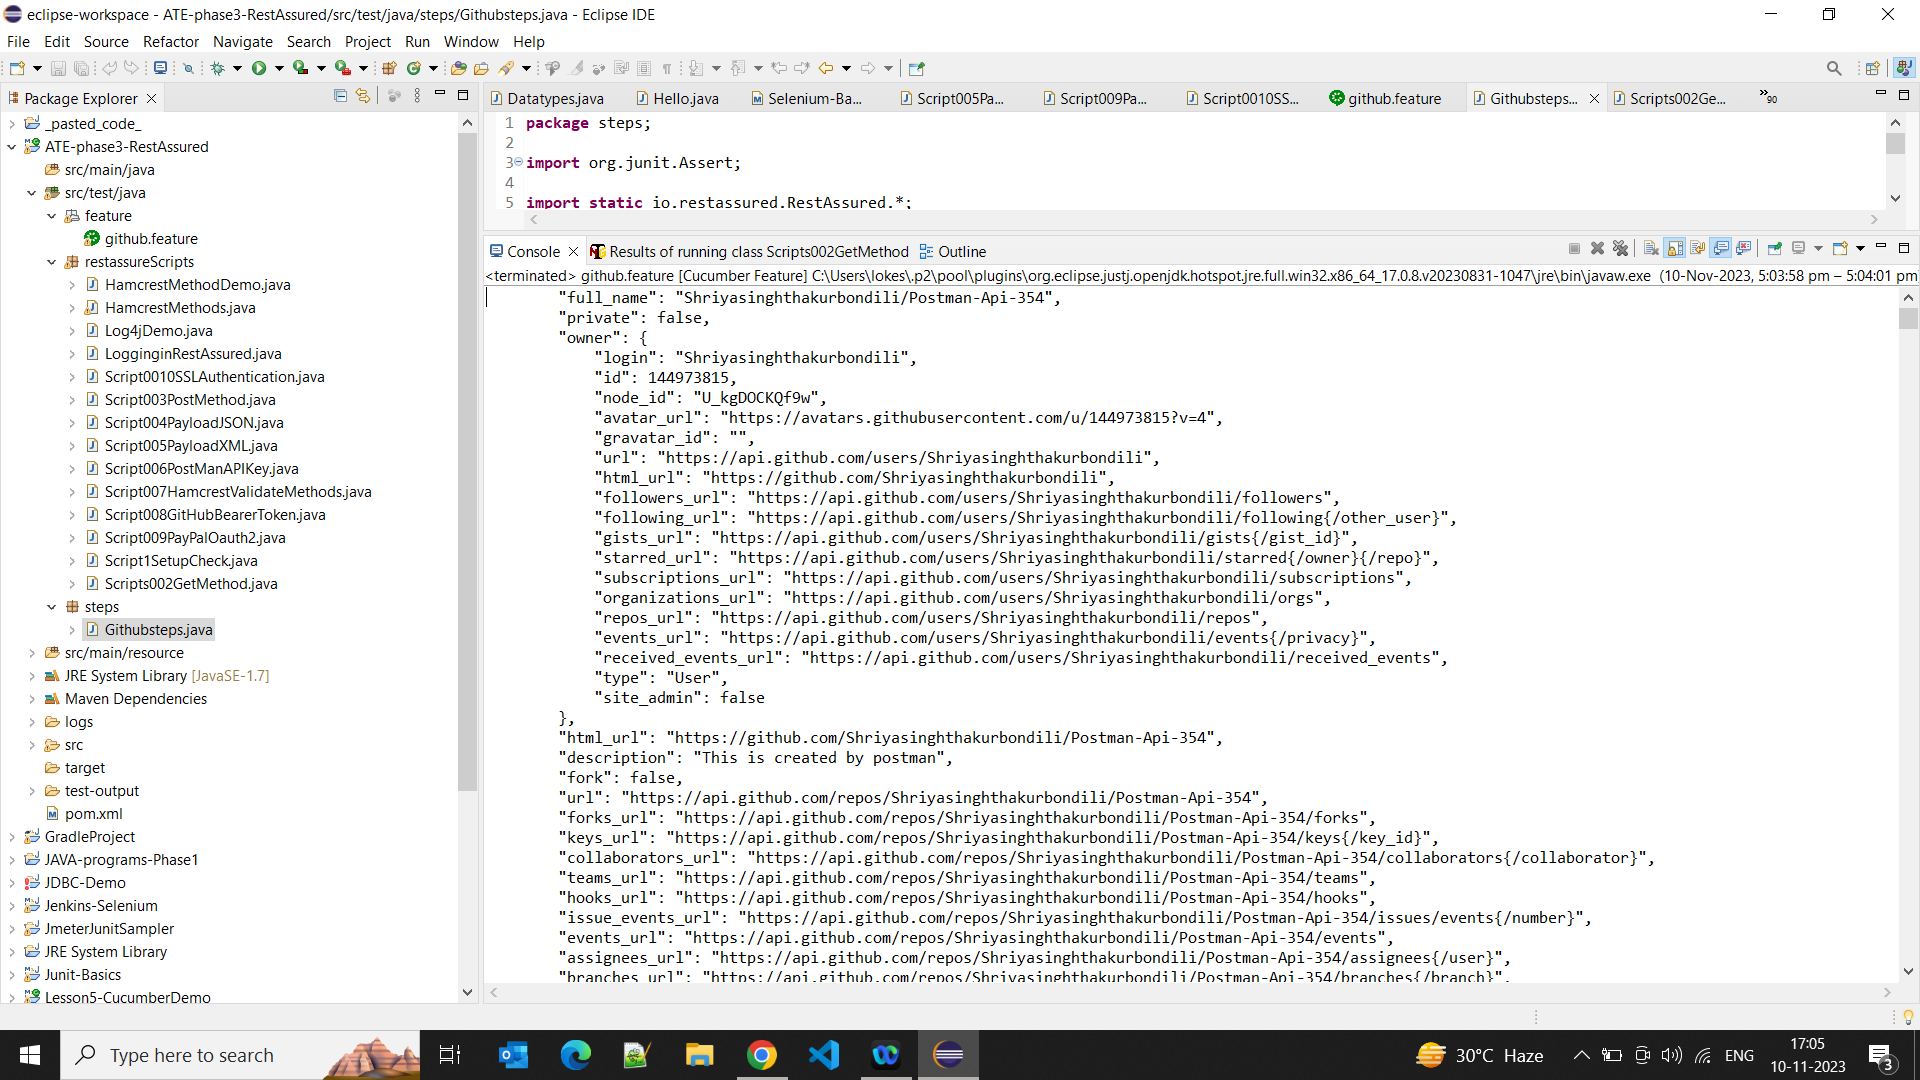 eclipse-workspace - ATE-phase3-RestAssured/src/test/java/steps/Githubsteps.java - Eclipse IDE
File Edit Source Refactor Navigate Search Project Run Window Help
Package Explorer
_pasted_code_
ATE-phase3-RestAssured
src/main/java
src/test/java
feature
github.feature
restassureScripts
HamcrestMethodDemo.java
HamcrestMethods.java
Log4jDemo.java
LogginginRestAssured.java
Script0010SSLAuthentication.java
Script003PostMethod.java
Script004PayloadJSON.java
Script005PayloadXML.java
Script006PostManAPIKey.java
Script007HamcrestValidateMethods.java
Script008GitHubBearerToken.java
Script009PayPalOauth2.java
Script1SetupCheck.java
Scripts002GetMethod.java
steps
Githubsteps.java
src/main/resource
JRE System Library [JavaSE-1.7]
Maven Dependencies
logs
src
target
test-output
pom.xml
GradleProject
JAVA-programs-Phase1
JDBC-Demo
Jenkins-Selenium
JmeterJunitSampler
JRE System Library
Junit-Basics
Lesson5-CucumberDemo
Datatypes.java Hello.java Selenium-Ba... Script005Pa... Script009Pa... Script0010SS... github.feature Githubsteps... Scripts002Ge... »90
1 package steps;
2
3 import org.junit.Assert;
4
5 import static io.restassured.RestAssured.*;
Console Results of running class Scripts002GetMethod Outline
<terminated> github.feature [Cucumber Feature] C:\Users\lokes\.p2\pool\plugins\org.eclipse.justj.openjdk.hotspot.jre.full.win32.x86_64_17.0.8.v20230831-1047\jre\bin\javaw.exe (10-Nov-2023, 5:03:58 pm – 5:04:01 pm
"full_name": "Shriyasinghthakurbondili/Postman-Api-354",
"private": false,
"owner": {
"login": "Shriyasinghthakurbondili",
"id": 144973815,
"node_id": "U_kgDOCKQf9w",
"avatar_url": "https://avatars.githubusercontent.com/u/144973815?v=4",
"gravatar_id": "",
"url": "https://api.github.com/users/Shriyasinghthakurbondili",
"html_url": "https://github.com/Shriyasinghthakurbondili",
"followers_url": "https://api.github.com/users/Shriyasinghthakurbondili/followers",
"following_url": "https://api.github.com/users/Shriyasinghthakurbondili/following{/other_user}",
"gists_url": "https://api.github.com/users/Shriyasinghthakurbondili/gists{/gist_id}",
"starred_url": "https://api.github.com/users/Shriyasinghthakurbondili/starred{/owner}{/repo}",
"subscriptions_url": "https://api.github.com/users/Shriyasinghthakurbondili/subscriptions",
"organizations_url": "https://api.github.com/users/Shriyasinghthakurbondili/orgs",
"repos_url": "https://api.github.com/users/Shriyasinghthakurbondili/repos",
"events_url": "https://api.github.com/users/Shriyasinghthakurbondili/events{/privacy}",
"received_events_url": "https://api.github.com/users/Shriyasinghthakurbondili/received_events",
"type": "User",
"site_admin": false
},
"html_url": "https://github.com/Shriyasinghthakurbondili/Postman-Api-354",
"description": "This is created by postman",
"fork": false,
"url": "https://api.github.com/repos/Shriyasinghthakurbondili/Postman-Api-354",
"forks_url": "https://api.github.com/repos/Shriyasinghthakurbondili/Postman-Api-354/forks",
"keys_url": "https://api.github.com/repos/Shriyasinghthakurbondili/Postman-Api-354/keys{/key_id}",
"collaborators_url": "https://api.github.com/repos/Shriyasinghthakurbondili/Postman-Api-354/collaborators{/collaborator}",
"teams_url": "https://api.github.com/repos/Shriyasinghthakurbondili/Postman-Api-354/teams",
"hooks_url": "https://api.github.com/repos/Shriyasinghthakurbondili/Postman-Api-354/hooks",
"issue_events_url": "https://api.github.com/repos/Shriyasinghthakurbondili/Postman-Api-354/issues/events{/number}",
"events_url": "https://api.github.com/repos/Shriyasinghthakurbondili/Postman-Api-354/events",
"assignees_url": "https://api.github.com/repos/Shriyasinghthakurbondili/Postman-Api-354/assignees{/user}",
"branches_url": "https://api.github.com/repos/Shriyasinghthakurbondili/Postman-Api-354/branches{/branch}",
Type here to search
30°C Haze
ENG
17:05
10-11-2023
3